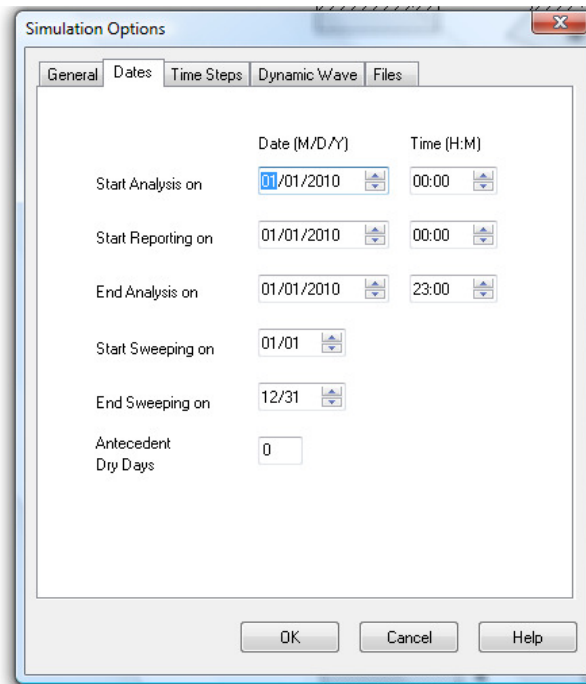 Simulation Options
General Dates Time Steps Dynamic Wave Files
Date (M/D/Y) Time (H:M)
Start Analysis on 01/01/2010 00:00
Start Reporting on 01/01/2010 00:00
End Analysis on 01/01/2010 23:00
Start Sweeping on 01/01
End Sweeping on 12/31
Antecedent
Dry Days 0
OK Cancel Help